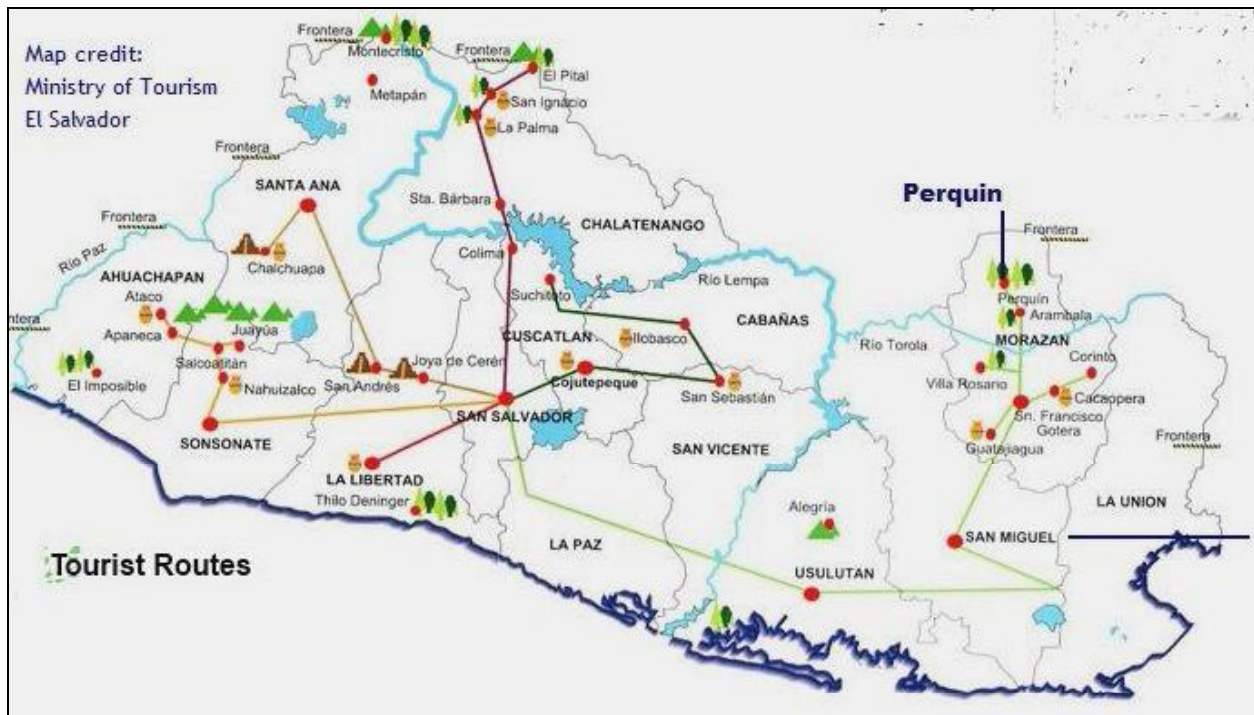 Map credit:
Ministry of Tourism
El Salvador
Frontera
Montecristo
Frontera
El Pital
Metapán
San Ignacio
La Palma
Frontera
SANTA ANA
Sta. Bárbara
Perquin
Frontera
CHALATENANGO
Frontera
Río Paz
Chalchuapa
Colima
AHUACHAPAN
Río Lempa
Ataco
Suchitoto
Perquín
Arambala
ntera
Apaneca
Juayúa
CUSCATLAN
Ilobasco
CABAÑAS
MORAZAN
Río Torola
Salcoatitán
Joya de Cerén
Corinto
El Imposible
Nahuizalco
San Andrés
Cojutepeque
San Sebastián
Villa Rosario
Cacaopera
SAN SALVADOR
Sn. Francisco
Gotera
SONSONATE
SAN VICENTE
Guatajiagua
Frontera
LA LIBERTAD
Thilo Deninger
Alegría
LA UNION
LA PAZ
SAN MIGUEL
Tourist Routes
USULUTAN